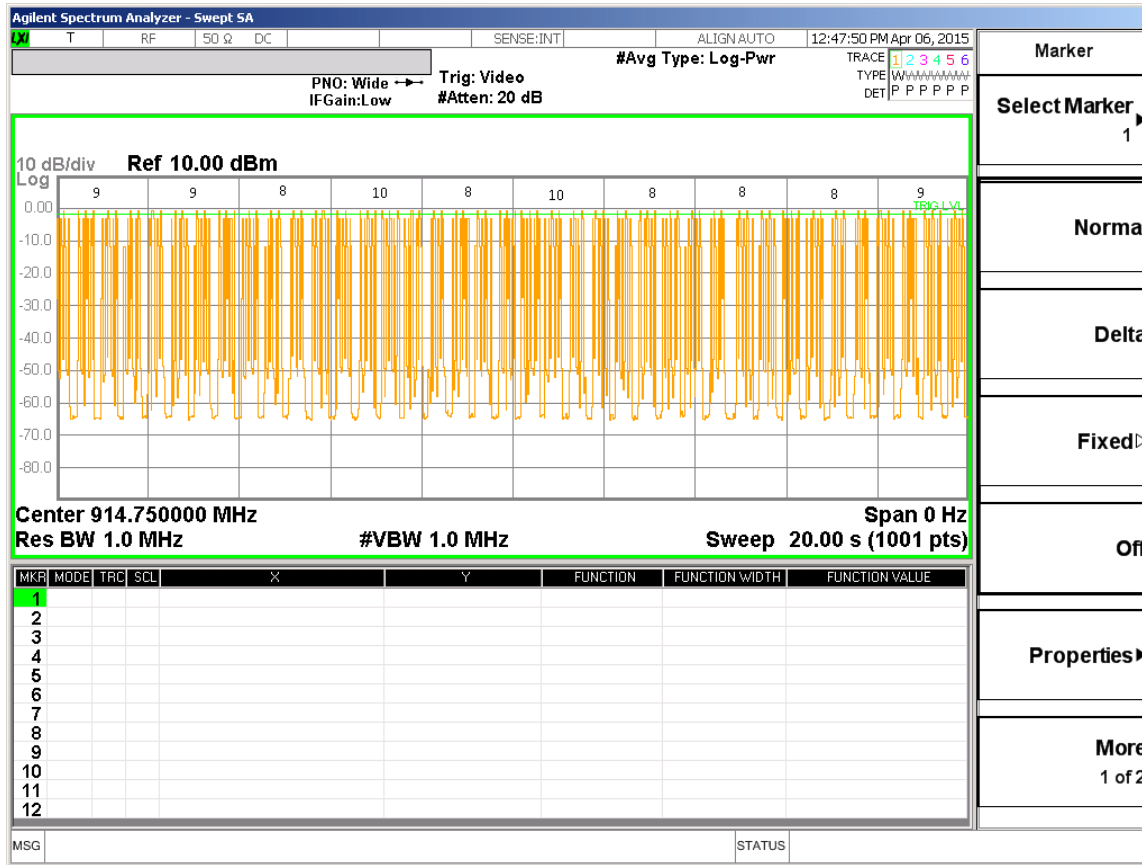 Agilent Spectrum Analyzer - Swept SA
LXI T RF 50 Ω DC SENSE:INT ALIGN AUTO 12:47:50 PM Apr 06, 2015
#Avg Type: Log-Pwr
TRACE 1 2 3 4 5 6
TYPE
DET P P P P P P
PNO: Wide
IFGain:Low
Trig: Video
#Atten: 20 dB
10 dB/div Ref 10.00 dBm
Log
9 9 8 10 8 10 8 8 8 9
TRIG LVL
0.00
-10.0
-20.0
-30.0
-40.0
-50.0
-60.0
-70.0
-80.0
Center 914.750000 MHz Span 0 Hz
Res BW 1.0 MHz #VBW 1.0 MHz Sweep 20.00 s (1001 pts)
MKR MODE TRC SCL X Y FUNCTION FUNCTION WIDTH FUNCTION VALUE
1
2
3
4
5
6
7
8
9
10
11
12
MSG STATUS
Marker
Select Marker
1
Norma
Delta
Fixed
Off
Properties
More
1 of 2